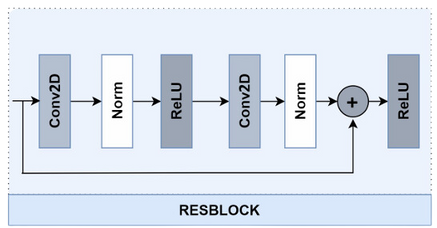 Conv2D
Norm
ReLU
Conv2D
Norm
+
ReLU
RESBLOCK